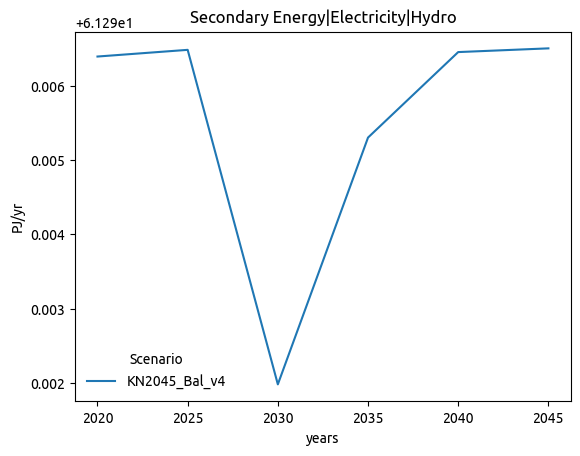 Secondary Energy|Electricity|Hydro
+6.129e1
0.006
0.005
0.004
0.003
0.002
PJ/yr
Scenario
KN2045_Bal_v4
2020 2025 2030 2035 2040 2045
years